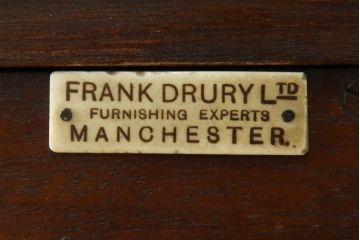 FRANK DRURY LTD
FURNISHING EXPERTS
MANCHESTER.